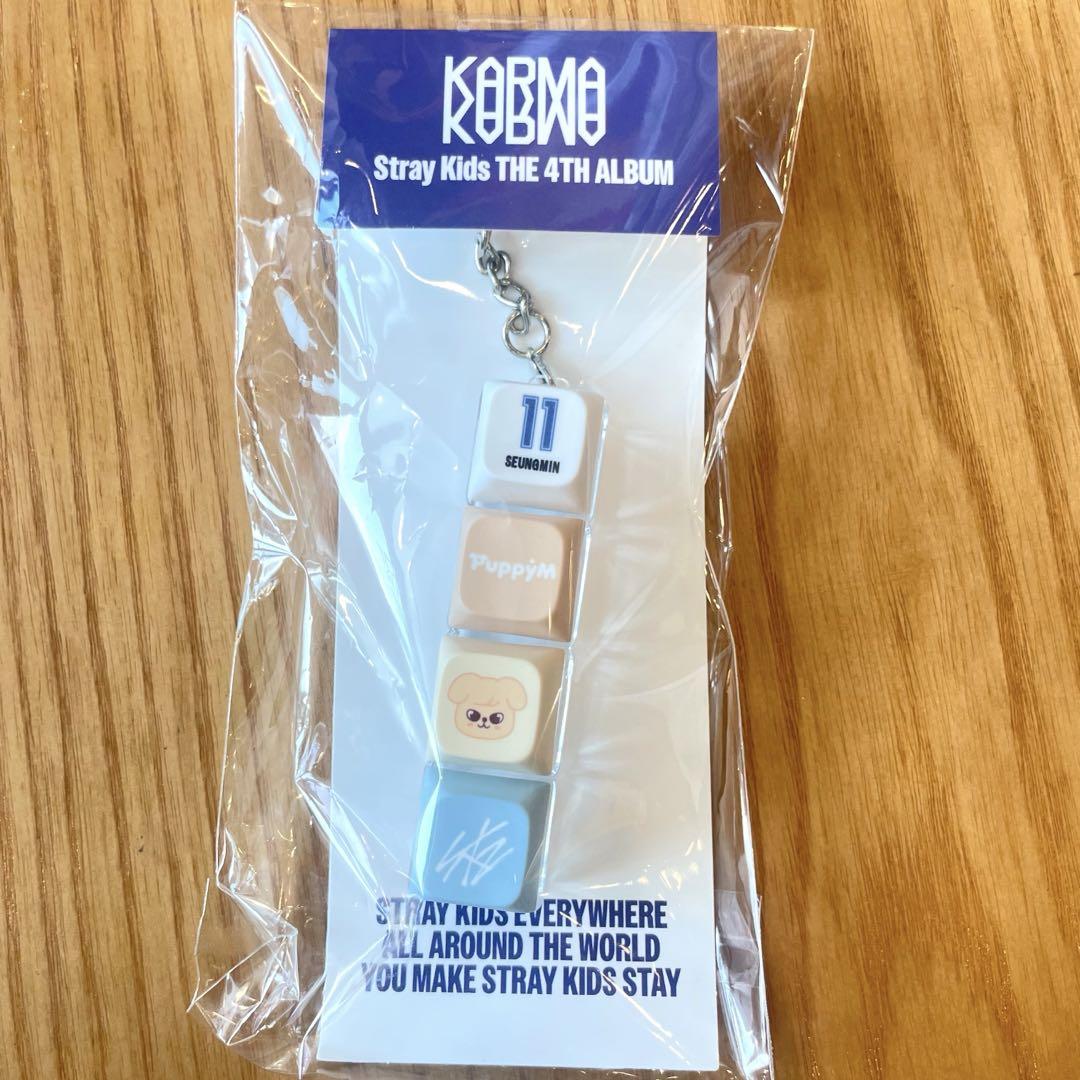 KARMA
Stray Kids THE 4TH ALBUM
11
SEUNGMIN
PuppyM
SKZ
STRAY KIDS EVERYWHERE
ALL AROUND THE WORLD
YOU MAKE STRAY KIDS STAY